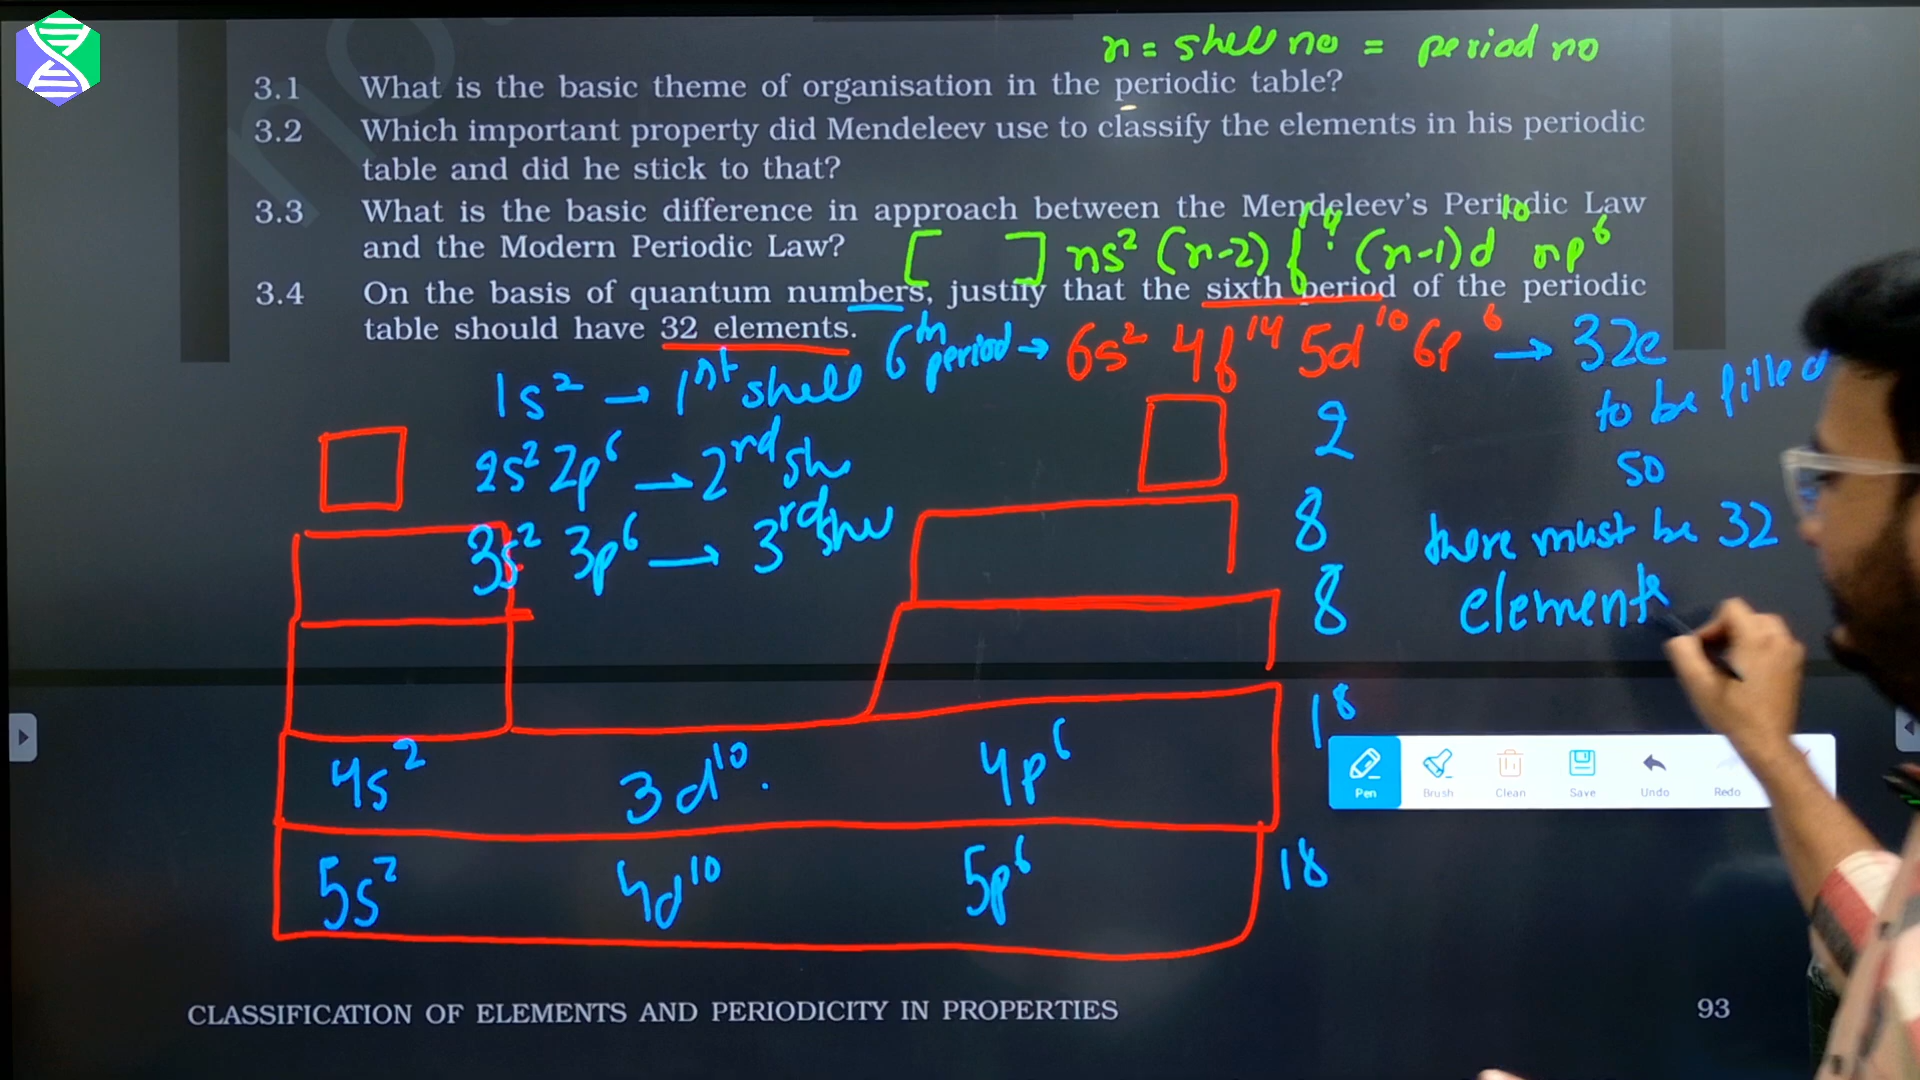 n = shell no = period no
3.1 What is the basic theme of organisation in the periodic table?
3.2 Which important property did Mendeleev use to classify the elements in his periodic
table and did he stick to that?
3.3 What is the basic difference in approach between the Mendeleev's Periodic Law
and the Modern Periodic Law?
[ ] ns² (n-2) f¹⁴ (n-1)d¹⁰ np⁶
3.4 On the basis of quantum numbers, justify that the sixth period of the periodic
table should have 32 elements.
6th period → 6s² 4f¹⁴ 5d¹⁰ 6p⁶ → 32e
to be filled
so
there must be 32
elements
1s² → 1st shell
2s² 2p⁶ → 2rd she
3s² 3p⁶ → 3rd she
2
8
8
18
4s² 3d¹⁰. 4p⁶
5s² 4d¹⁰ 5p⁶
18
Pen Brush Clean Save Undo Redo
CLASSIFICATION OF ELEMENTS AND PERIODICITY IN PROPERTIES 93